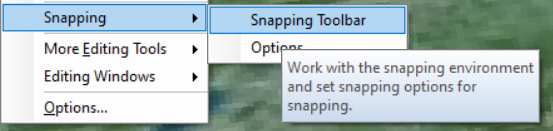 Snapping
Snapping Toolbar
More Editing Tools
Options...
Editing Windows
Work with the snapping environment
and set snapping options for
snapping.
Options...